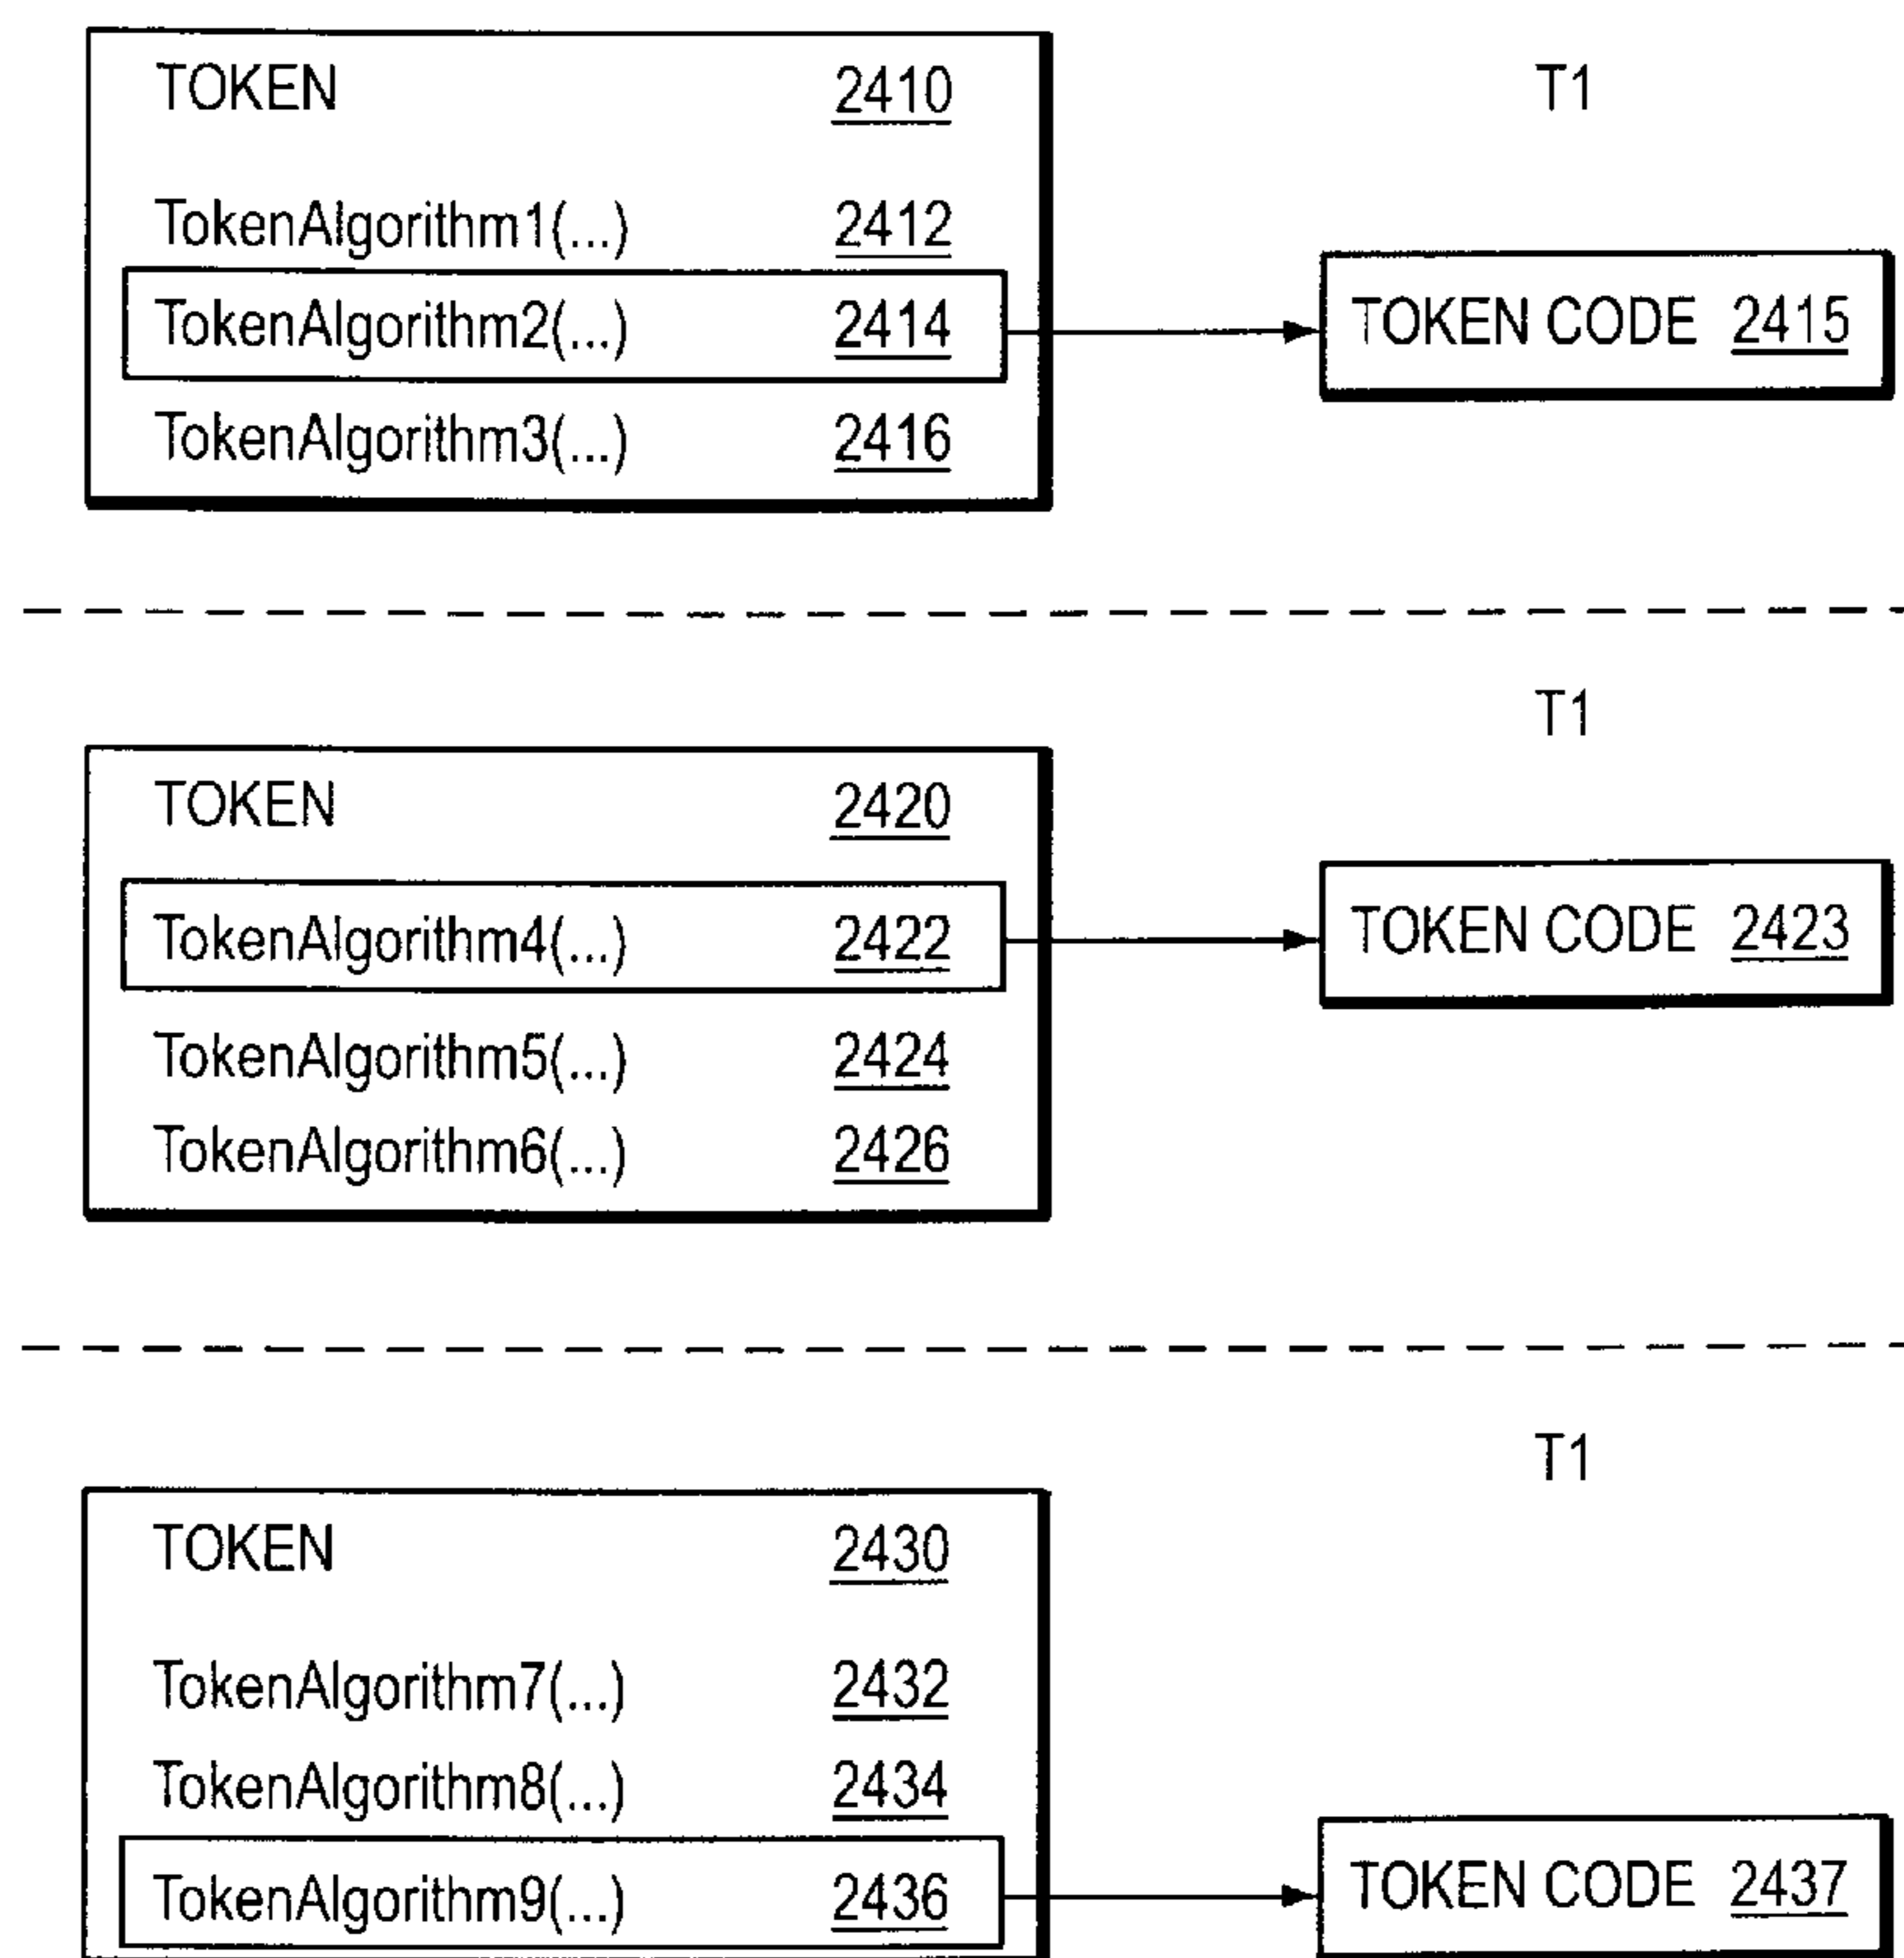 TOKEN 2410 T1
TokenAlgorithm1(...) 2412
TokenAlgorithm2(...) 2414 TOKEN CODE 2415
TokenAlgorithm3(...) 2416
T1
TOKEN 2420
TokenAlgorithm4(...) 2422 TOKEN CODE 2423
TokenAlgorithm5(...) 2424
TokenAlgorithm6(...) 2426
T1
TOKEN 2430
TokenAlgorithm7(...) 2432
TokenAlgorithm8(...) 2434
TokenAlgorithm9(...) 2436 TOKEN CODE 2437